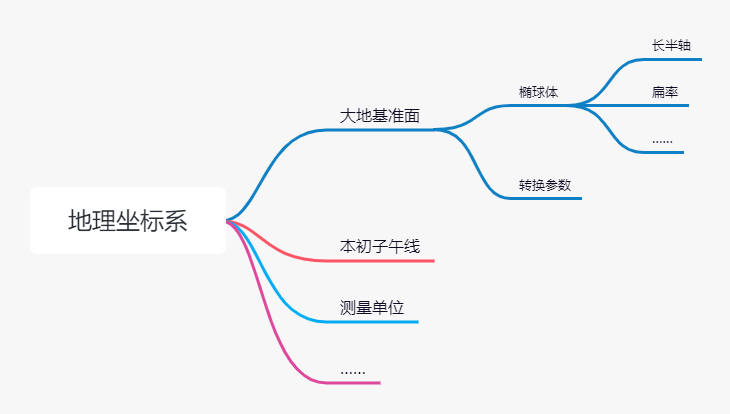 地理坐标系
大地基准面
椭球体
长半轴
扁率
......
转换参数
本初子午线
测量单位
......